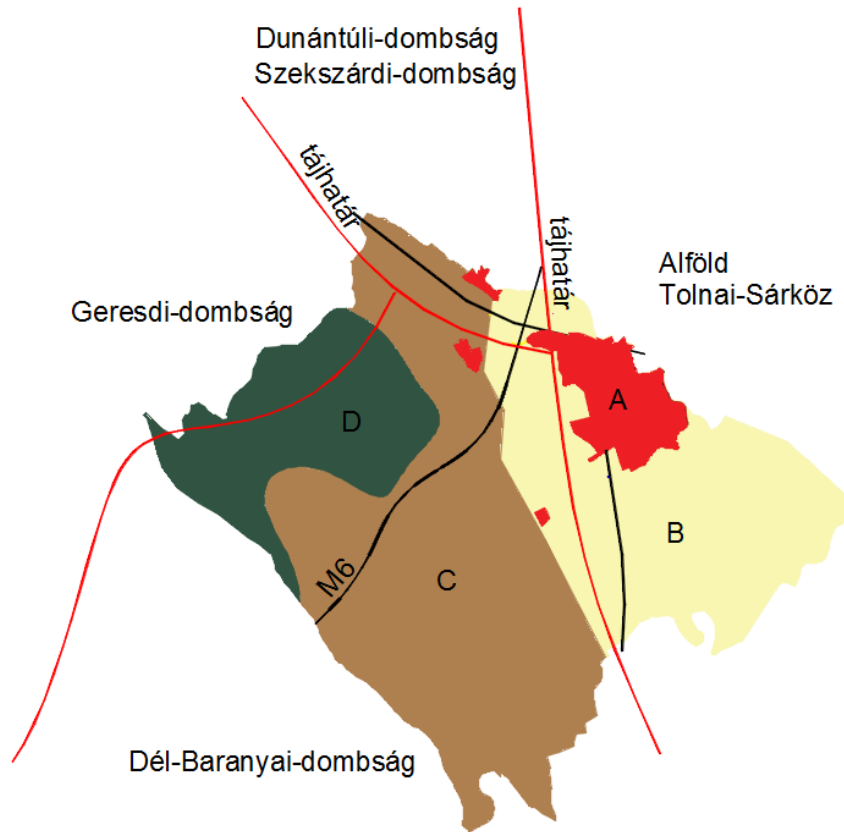 Dunántúli-dombság
Szekszárdi-dombság
tájhatár
tájhatár
Alföld
Tolnai-Sárköz
Geresdi-dombság
A
D
B
M6
C
Dél-Baranyai-dombság